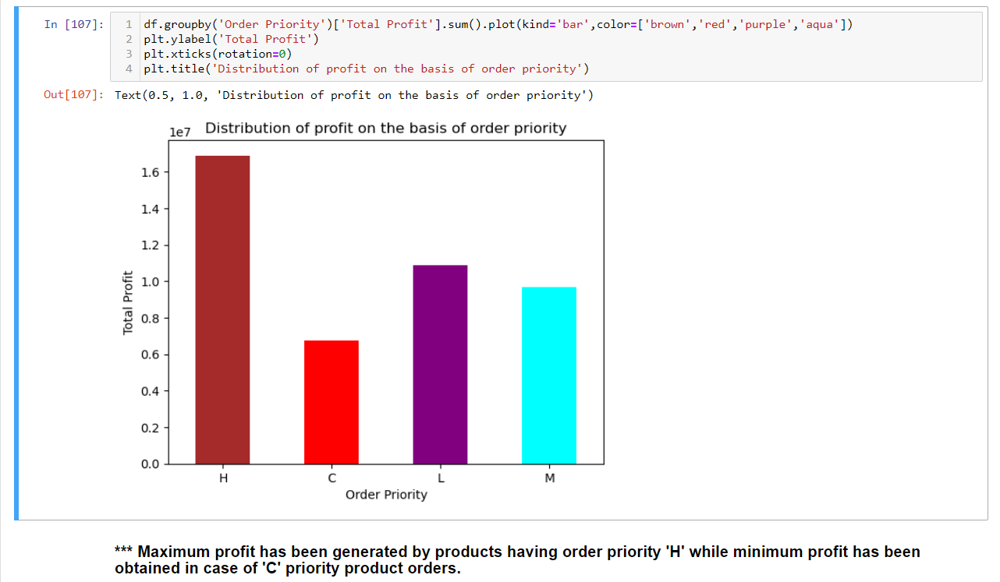 In [107]:
1 df.groupby('Order Priority')['Total Profit'].sum().plot(kind='bar',color=['brown','red','purple','aqua'])
2 plt.ylabel('Total Profit')
3 plt.xticks(rotation=0)
4 plt.title('Distribution of profit on the basis of order priority')
Out[107]: Text(0.5, 1.0, 'Distribution of profit on the basis of order priority')
Distribution of profit on the basis of order priority
1e7
1.6
1.4
1.2
1.0
0.8
0.6
0.4
0.2
0.0
Total Profit
H C L M
Order Priority
*** Maximum profit has been generated by products having order priority 'H' while minimum profit has been
obtained in case of 'C' priority product orders.